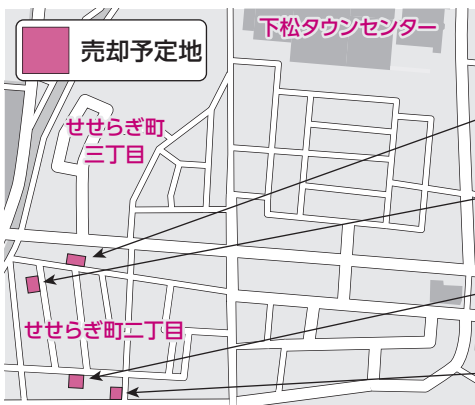 下松タウンセンター
売却予定地
せせらぎ町
三丁目
せせらぎ町二丁目